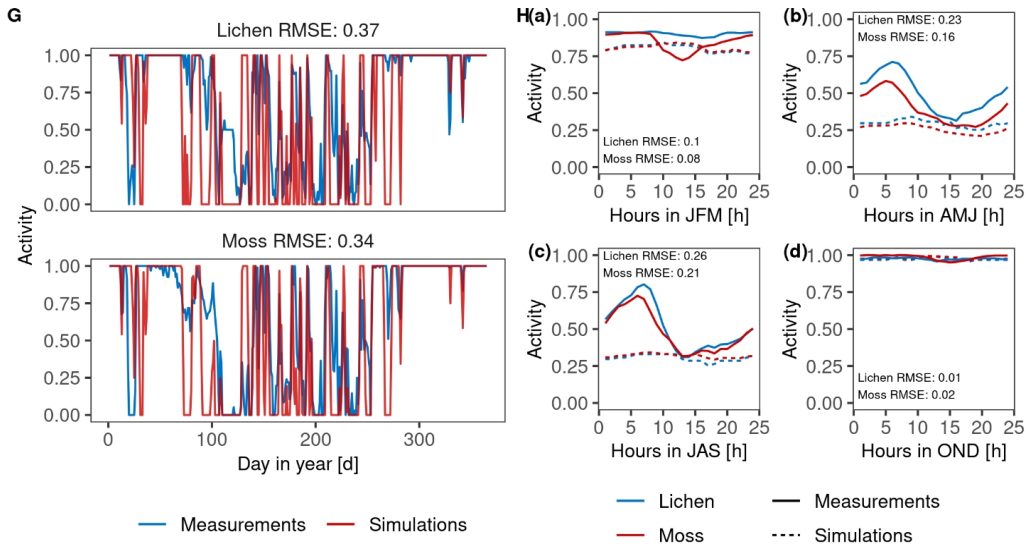 G
Lichen RMSE: 0.37
1.00
0.75
0.50
0.25
0.00
Activity
Moss RMSE: 0.34
1.00
0.75
0.50
0.25
0.00
0 100 200 300
Day in year [d]
Measurements Simulations
H(a)
1.00
0.75
0.50
0.25
0.00
Activity
Lichen RMSE: 0.1
Moss RMSE: 0.08
0 5 10 15 20 25
Hours in JFM [h]
(b)
1.00
0.75
0.50
0.25
0.00
Activity
Lichen RMSE: 0.23
Moss RMSE: 0.16
0 5 10 15 20 25
Hours in AMJ [h]
(c)
1.00
0.75
0.50
0.25
0.00
Activity
Lichen RMSE: 0.26
Moss RMSE: 0.21
0 5 10 15 20 25
Hours in JAS [h]
(d)
1.00
0.75
0.50
0.25
0.00
Activity
Lichen RMSE: 0.01
Moss RMSE: 0.02
0 5 10 15 20 25
Hours in OND [h]
Lichen Measurements
Moss Simulations